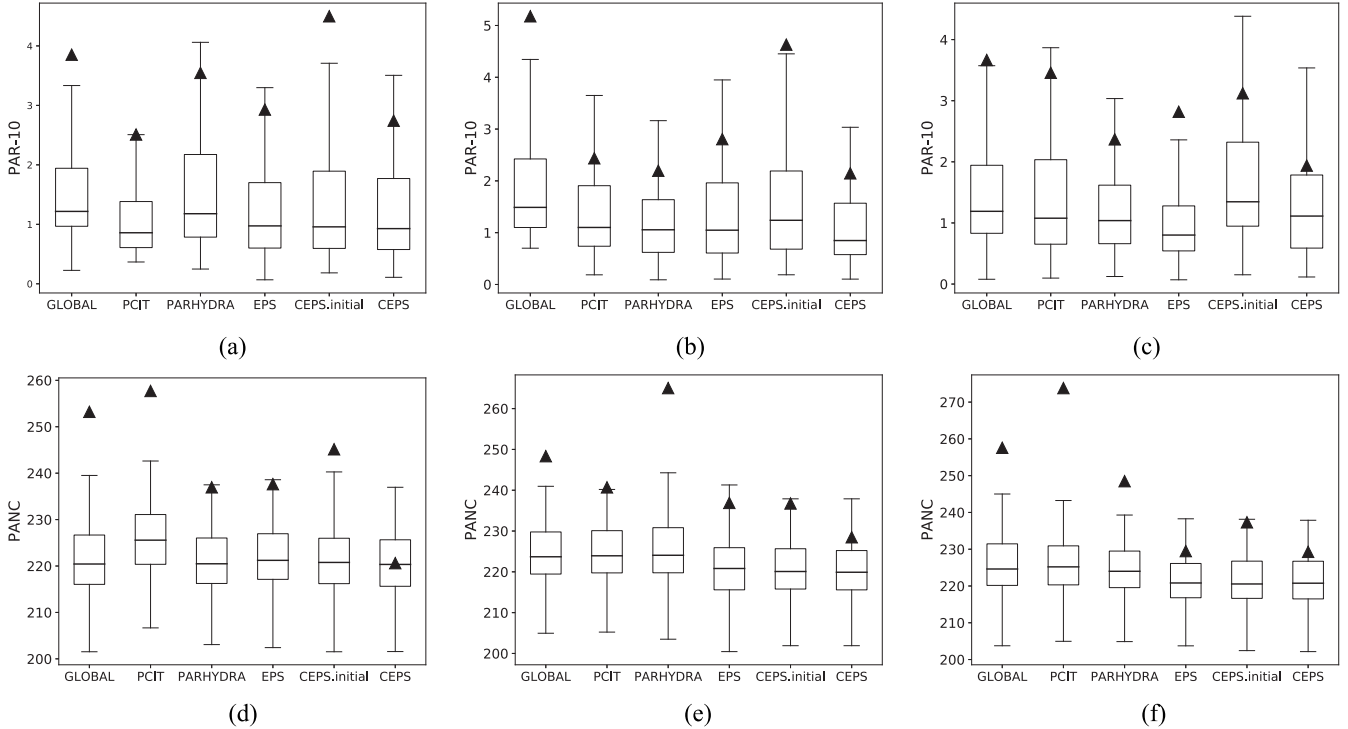 PAR-10
4
3
2
1
0
GLOBAL PCIT PARHYDRA EPS CEPS.initial CEPS
(a)
PAR-10
5
4
3
2
1
0
GLOBAL PCIT PARHYDRA EPS CEPS.initial CEPS
(b)
PAR-10
4
3
2
1
0
GLOBAL PCIT PARHYDRA EPS CEPS.initial CEPS
(c)
PANC
260
250
240
230
220
210
200
GLOBAL PCIT PARHYDRA EPS CEPS.initial CEPS
(d)
PANC
260
250
240
230
220
210
200
GLOBAL PCIT PARHYDRA EPS CEPS.initial CEPS
(e)
PANC
270
260
250
240
230
220
210
200
GLOBAL PCIT PARHYDRA EPS CEPS.initial CEPS
(f)